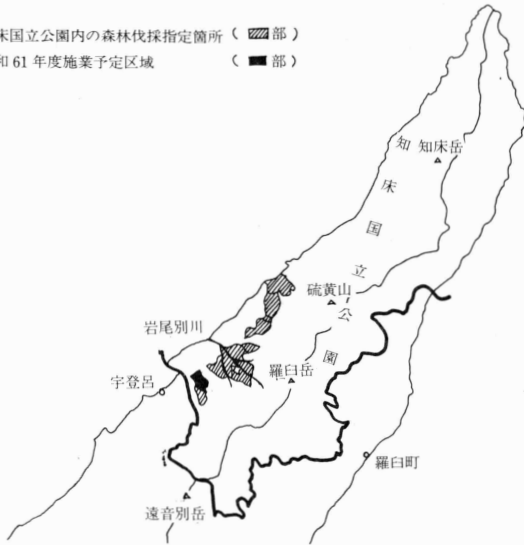 床国立公園内の森林伐採指定箇所（部）
61年度施業予定区域（部）
知床岳
知床国立公園
硫黄山
岩尾別川
羅臼岳
宇登呂
羅臼町
遠音別岳